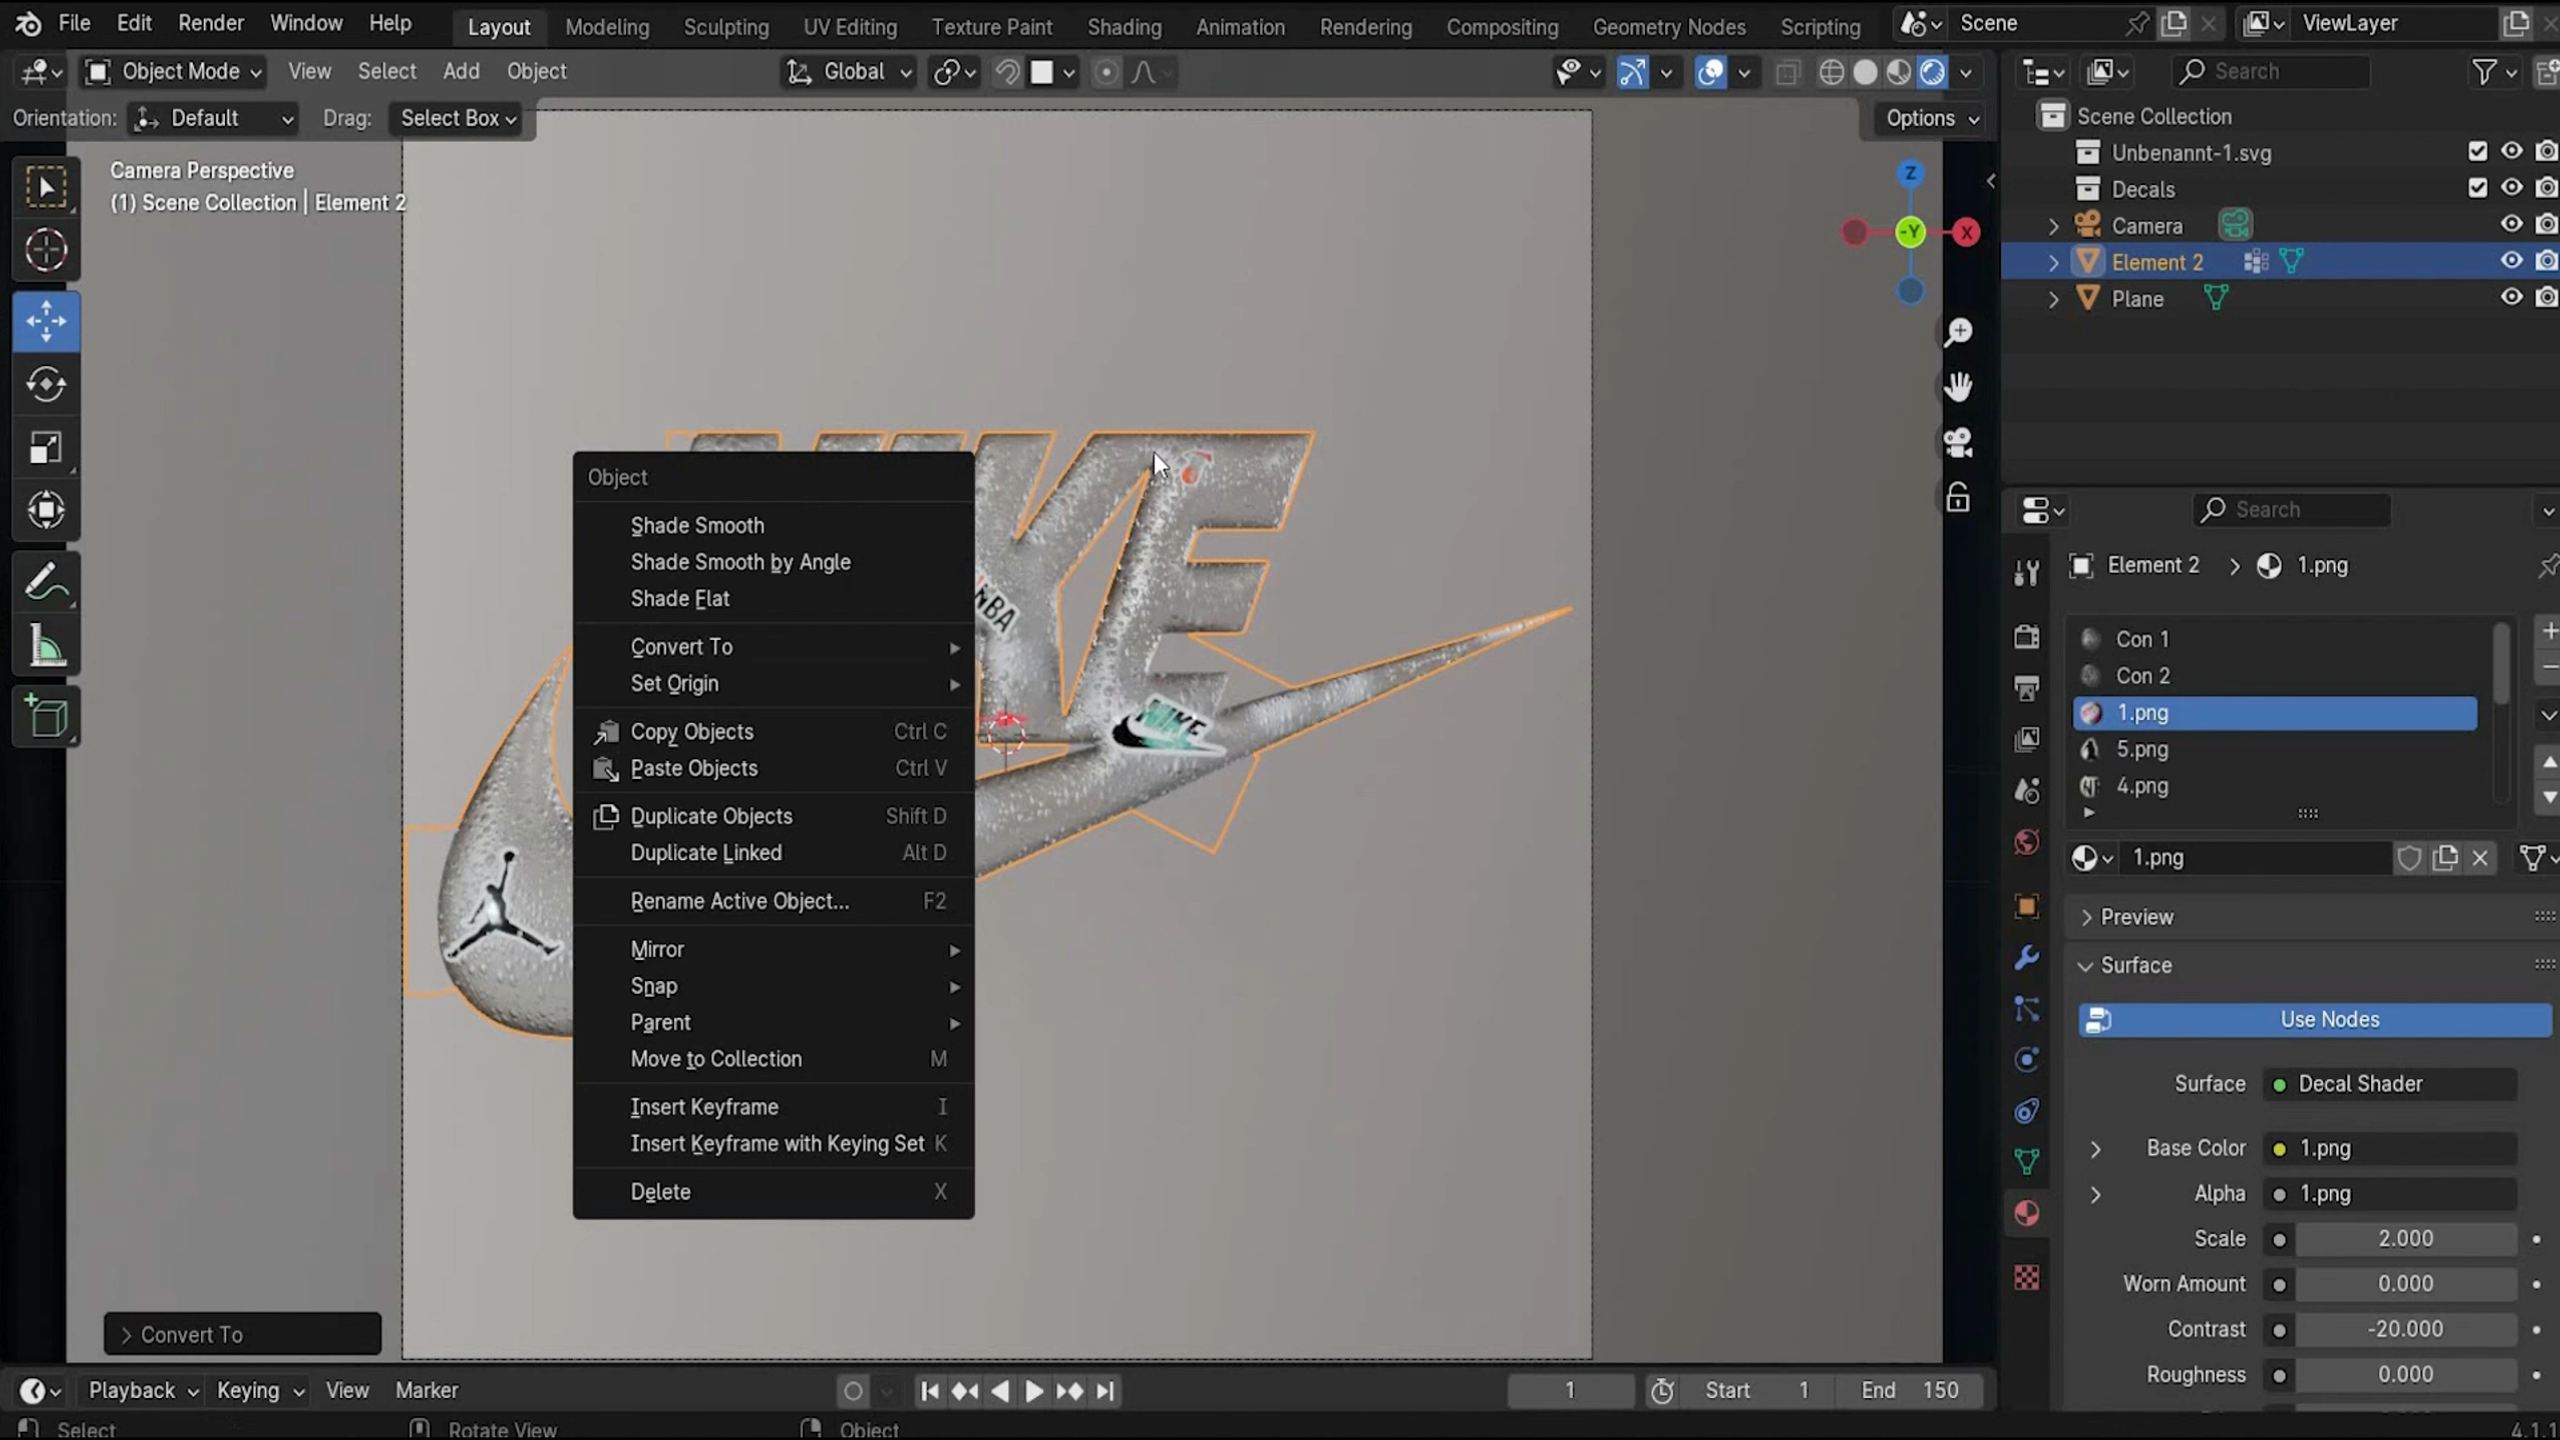 File Edit Render Window Help Layout Modeling Sculpting UV Editing Texture Paint Shading Animation Rendering Compositing Geometry Nodes Scripting Scene ViewLayer
Object Mode View Select Add Object Global Search
Orientation: Default Drag: Select Box Options
Scene Collection
Unbenannt-1.svg
Decals
Camera
Element 2
Plane
Camera Perspective
(1) Scene Collection | Element 2
Z
-Y
X
Object
Shade Smooth
Shade Smooth by Angle
Shade Flat
Convert To
Set Origin
Copy Objects Ctrl C
Paste Objects Ctrl V
Duplicate Objects Shift D
Duplicate Linked Alt D
Rename Active Object... F2
Mirror
Snap
Parent
Move to Collection M
Insert Keyframe I
Insert Keyframe with Keying Set K
Delete X
NBA
NIKE
Search
Element 2 1.png
Con 1
Con 2
1.png
5.png
4.png
1.png
Preview
Surface
Use Nodes
Surface Decal Shader
Base Color 1.png
Alpha 1.png
Scale 2.000
Worn Amount 0.000
Contrast -20.000
Roughness 0.000
Convert To
Playback Keying View Marker 1 Start 1 End 150
Select Rotate View Object 4.1.1